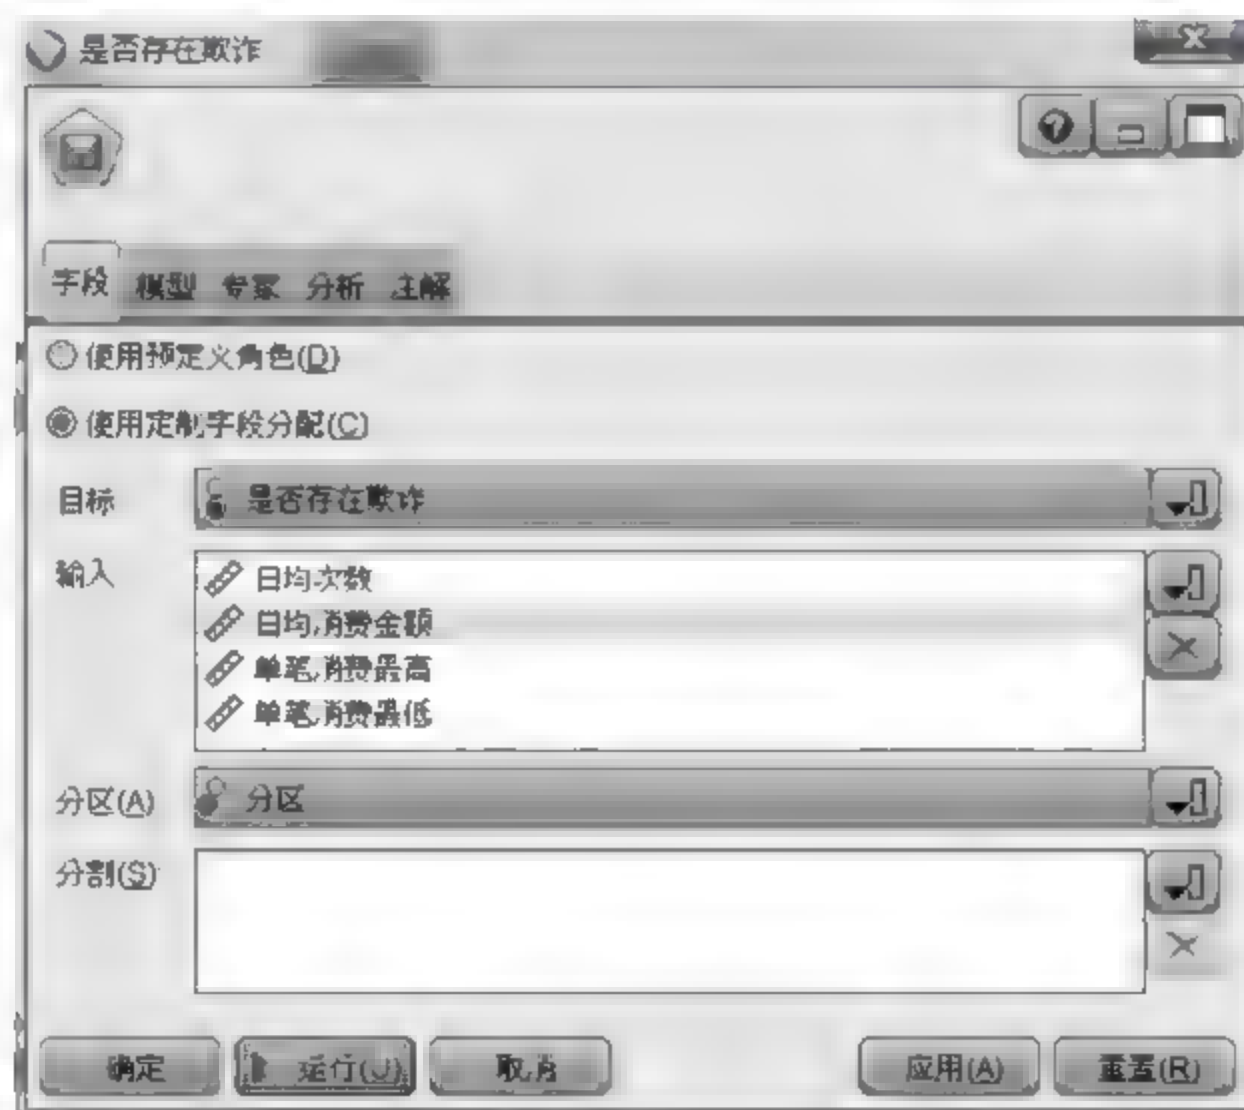 是否存在欺诈
字段 模型 专家 分析 注解
使用预定义角色(D)
使用定制字段分配(C)
目标 是否存在欺诈
输入 日均次数
日均消费金额
单笔消费最高
单笔消费最低
分区(A) 分区
分割(S)
确定 运行(U) 取消 应用(A) 重置(R)